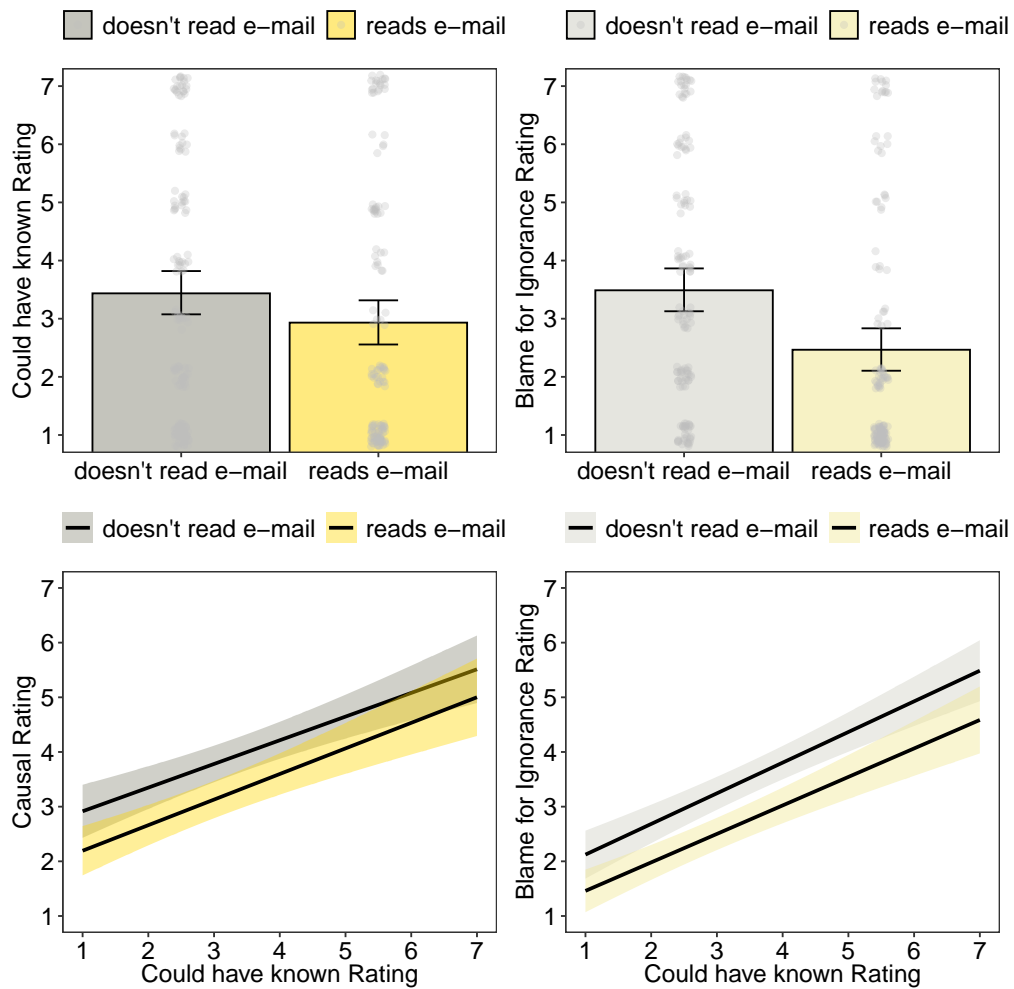 doesn't read e−mail reads e−mail
doesn't read e−mail reads e−mail
Could have known Rating
7
6
5
4
3
2
1
doesn't read e−mail reads e−mail
Blame for Ignorance Rating
7
6
5
4
3
2
1
doesn't read e−mail reads e−mail
doesn't read e−mail reads e−mail
doesn't read e−mail reads e−mail
Causal Rating
7
6
5
4
3
2
1
1 2 3 4 5 6 7
Could have known Rating
Blame for Ignorance Rating
7
6
5
4
3
2
1
1 2 3 4 5 6 7
Could have known Rating